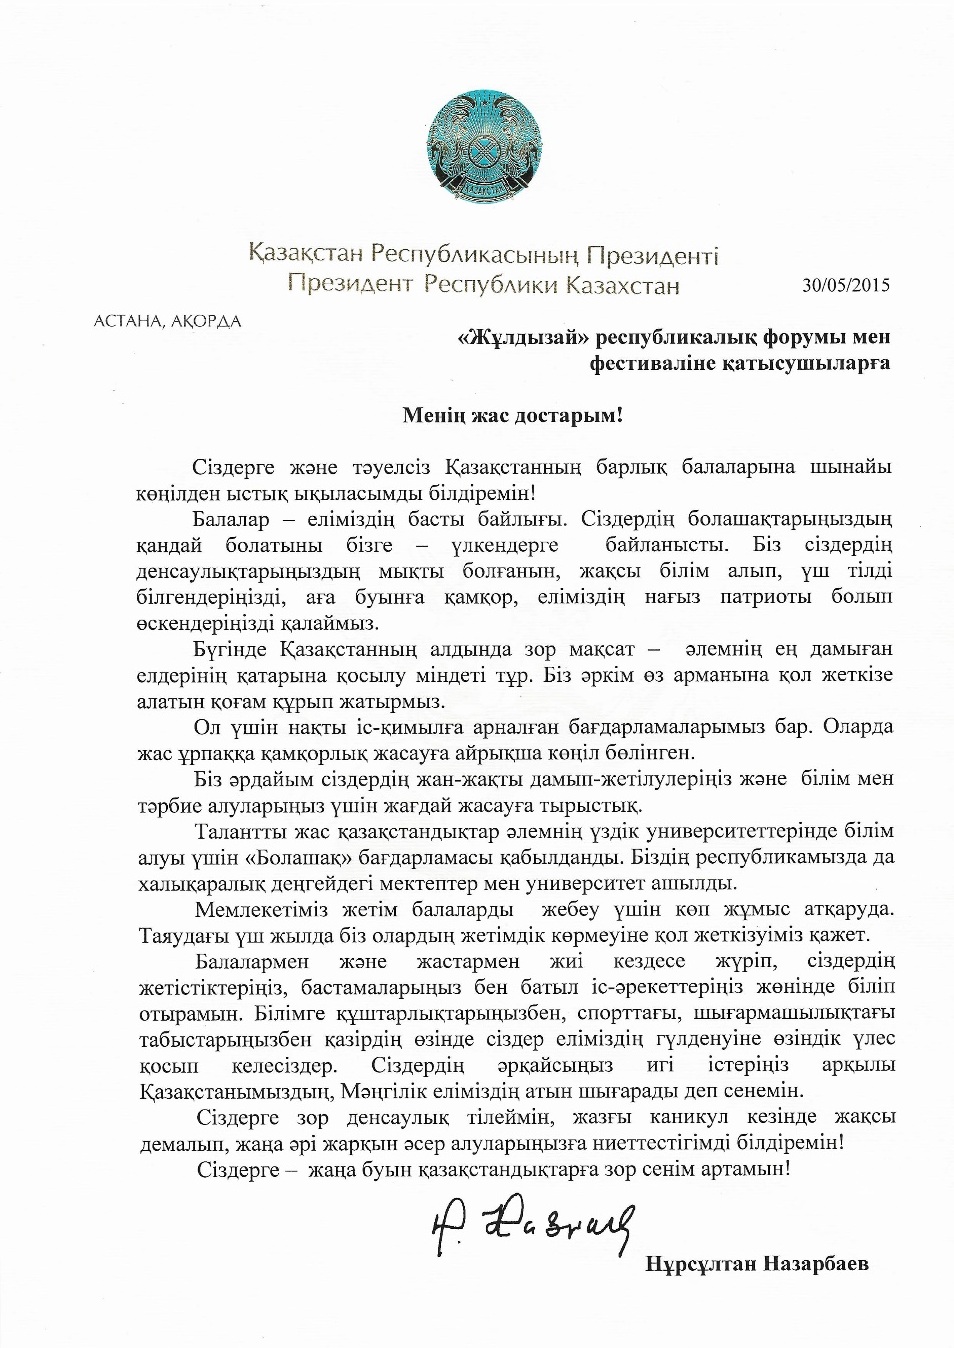 ҚАЗАҚСТАН
Қазақстан Республикасының Президенті
Президент Республики Казахстан
30/05/2015
АСТАНА, АҚОРДА
«Жұлдызай» республикалық форумы мен
фестиваліне қатысушыларға
Менің жас достарым!
Сіздерге және тәуелсіз Қазақстанның барлық балаларына шынайы
көңілден ыстық ықыласымды білдіремін!
Балалар – еліміздің басты байлығы. Сіздердің болашақтарыңыздың
қандай болатыны бізге – үлкендерге байланысты. Біз сіздердің
денсаулықтарыңыздың мықты болғанын, жақсы білім алып, үш тілді
білгендеріңізді, аға буынға қамқор, еліміздің нағыз патриоты болып
өскендеріңізді қалаймыз.
Бүгінде Қазақстанның алдында зор мақсат – әлемнің ең дамыған
елдерінің қатарына қосылу міндеті тұр. Біз әркім өз арманына қол жеткізе
алатын қоғам құрып жатырмыз.
Ол үшін нақты іс-қимылға арналған бағдарламаларымыз бар. Оларда
жас ұрпаққа қамқорлық жасауға айрықша көңіл бөлінген.
Біз әрдайым сіздердің жан-жақты дамып-жетілулеріңіз және білім мен
тәрбие алуларыңыз үшін жағдай жасауға тырыстық.
Талантты жас қазақстандықтар әлемнің үздік университеттерінде білім
алуы үшін «Болашақ» бағдарламасы қабылданды. Біздің республикамызда да
халықаралық деңгейдегі мектептер мен университет ашылды.
Мемлекетіміз жетім балаларды жебеу үшін көп жұмыс атқаруда.
Таяудағы үш жылда біз олардың жетімдік көрмеуіне қол жеткізуіміз қажет.
Балалармен және жастармен жиі кездесе жүріп, сіздердің
жетістіктеріңіз, бастамаларыңыз бен батыл іс-әрекеттеріңіз жөнінде біліп
отырамын. Білімге құштарлықтарыңызбен, спорттағы, шығармашылықтағы
табыстарыңызбен қазірдің өзінде сіздер еліміздің гүлденуіне өзіндік үлес
қосып келесіздер. Сіздердің әрқайсыңыз игі істеріңіз арқылы
Қазақстанымыздың, Мәңгілік еліміздің атын шығарады деп сенемін.
Сіздерге зор денсаулық тілеймін, жазғы каникул кезінде жақсы
демалып, жаңа әрі жарқын әсер алуларыңызға ниеттестігімді білдіремін!
Сіздерге – жаңа буын қазақстандықтарға зор сенім артамын!
Нұрсұлтан Назарбаев